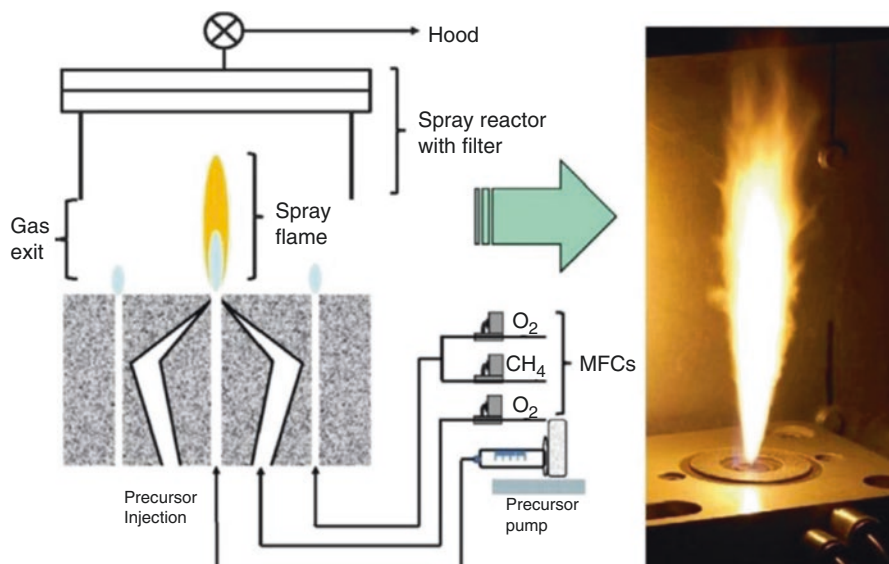 Hood
Spray reactor
with filter
Gas
exit
Spray
flame
O₂
CH₄
MFCs
O₂
Precursor
Injection
Precursor
pump